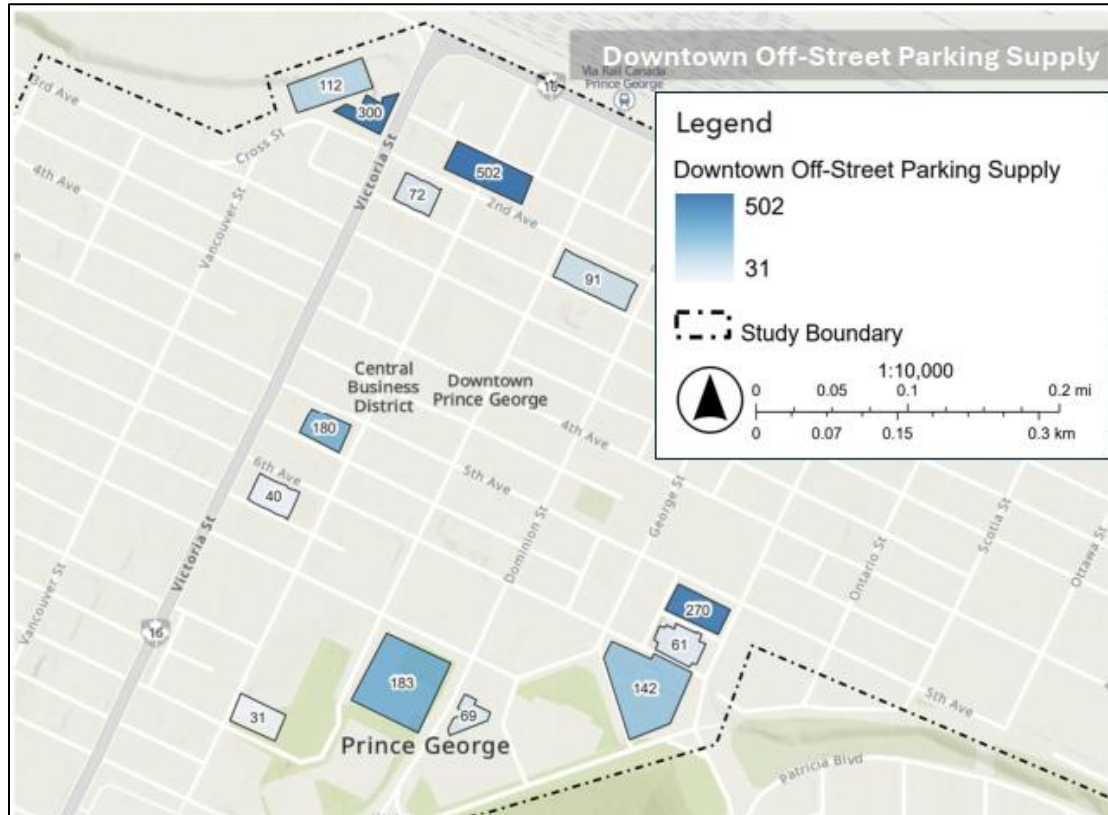 Downtown Off-Street Parking Supply
Via Rail Canada
Prince George
16
Legend
Downtown Off-Street Parking Supply
502
31
Study Boundary
1:10,000
0 0.05 0.1 0.2 mi
0 0.07 0.15 0.3 km
3rd Ave
112
300
Cross St
4th Ave
Victoria St
502
72
2nd Ave
Vancouver St
91
Central
Business
District
Downtown
Prince George
180
4th Ave
6th Ave
5th Ave
40
George St
Dominion St
Victoria St
Scotia St
Ontario St
Ottawa St
Vancouver St
16
270
61
142
183
69
31
5th Ave
Prince George
Patricia Blvd